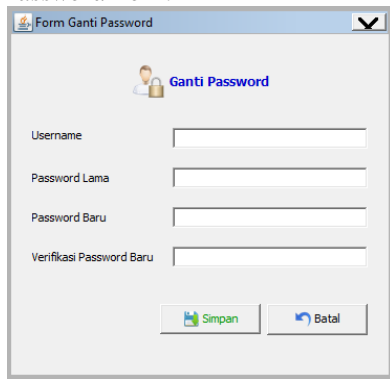 Form Ganti Password
Ganti Password
Username
Password Lama
Password Baru
Verifikasi Password Baru
Simpan
Batal